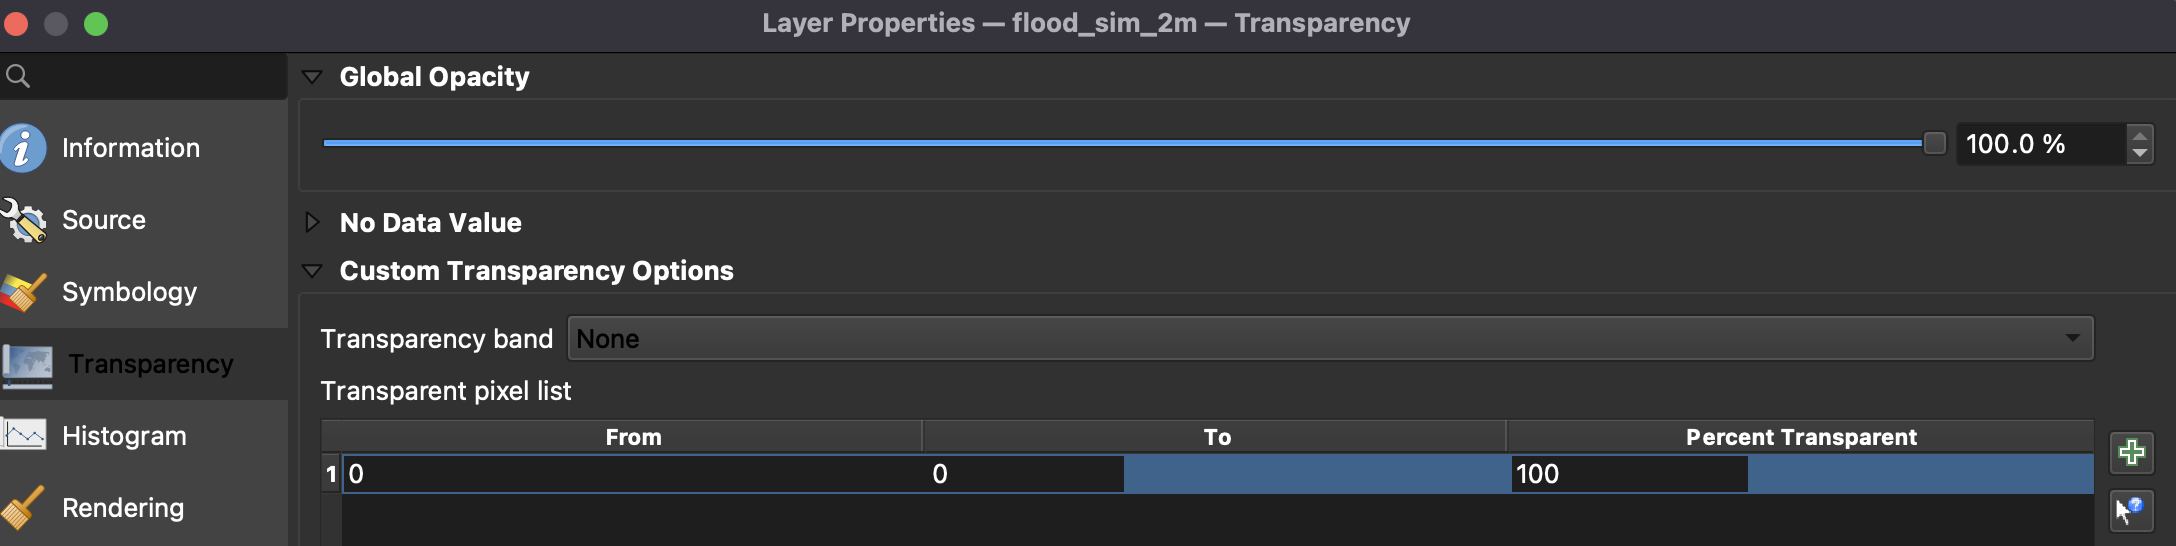 Layer Properties — flood_sim_2m — Transparency
Global Opacity
Information
100.0 %
Source
No Data Value
Custom Transparency Options
Symbology
Transparency band None
Transparency
Transparent pixel list
Histogram
From To Percent Transparent
1 0 0 100
Rendering